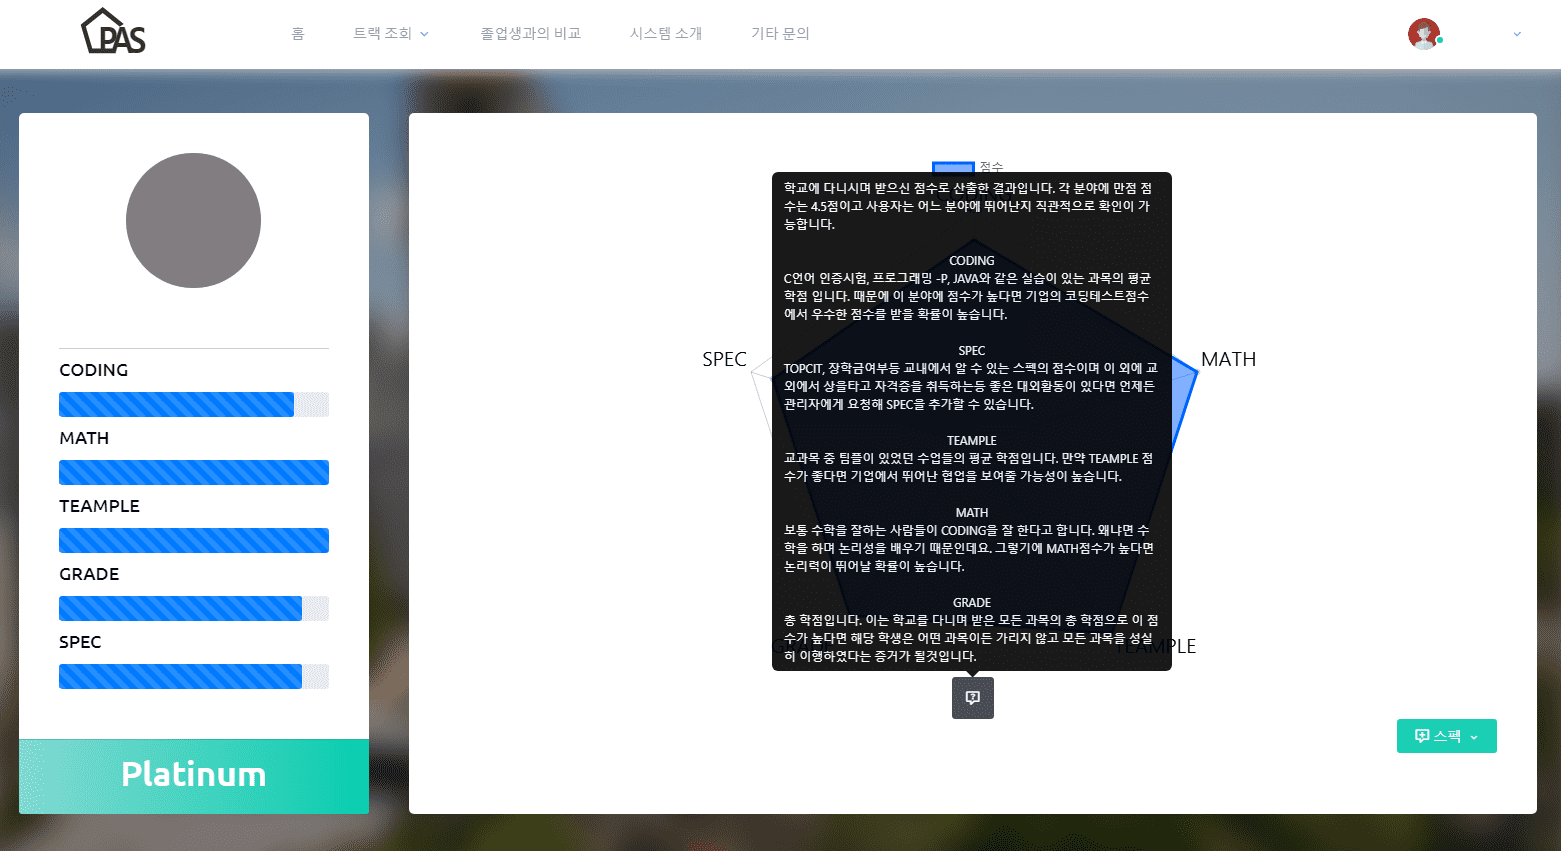 PAS
홈
트랙 조회
졸업생과의 비교
시스템 소개
기타 문의
CODING
MATH
TEAMPLE
GRADE
SPEC
Platinum
점수
학교에 다니시며 받으신 점수로 산출한 결과입니다. 각 분야에 만점 점
수는 4.5점이고 사용자는 어느 분야에 뛰어난지 직관적으로 확인이 가
능합니다.
CODING
C언어 인증시험, 프로그래밍 -P, JAVA와 같은 실습이 있는 과목의 평균
학점 입니다. 때문에 이 분야에 점수가 높다면 기업의 코딩테스트점수
에서 우수한 점수를 받을 확률이 높습니다.
SPEC
TOPCIT, 장학금여부등 교내에서 알 수 있는 스펙의 점수이며 이 외에 교
외에서 상을타고 자격증을 취득하는등 좋은 대외활동이 있다면 언제든
관리자에게 요청해 SPEC을 추가할 수 있습니다.
TEAMPLE
교과목 중 팀플이 있었던 수업들의 평균 학점입니다. 만약 TEAMPLE 점
수가 좋다면 기업에서 뛰어난 협업을 보여줄 가능성이 높습니다.
MATH
보통 수학을 잘하는 사람들이 CODING을 잘 한다고 합니다. 왜냐면 수
학을 하며 논리성을 배우기 때문인데요. 그렇기에 MATH점수가 높다면
논리력이 뛰어날 확률이 높습니다.
GRADE
총 학점입니다. 이는 학교를 다니며 받은 모든 과목의 총 학점으로 이 점
수가 높다면 해당 학생은 어떤 과목이든 가리지 않고 모든 과목을 성실
히 이행하였다는 증거가 될것입니다.
SPEC
MATH
GRADE
TEAMPLE
스펙